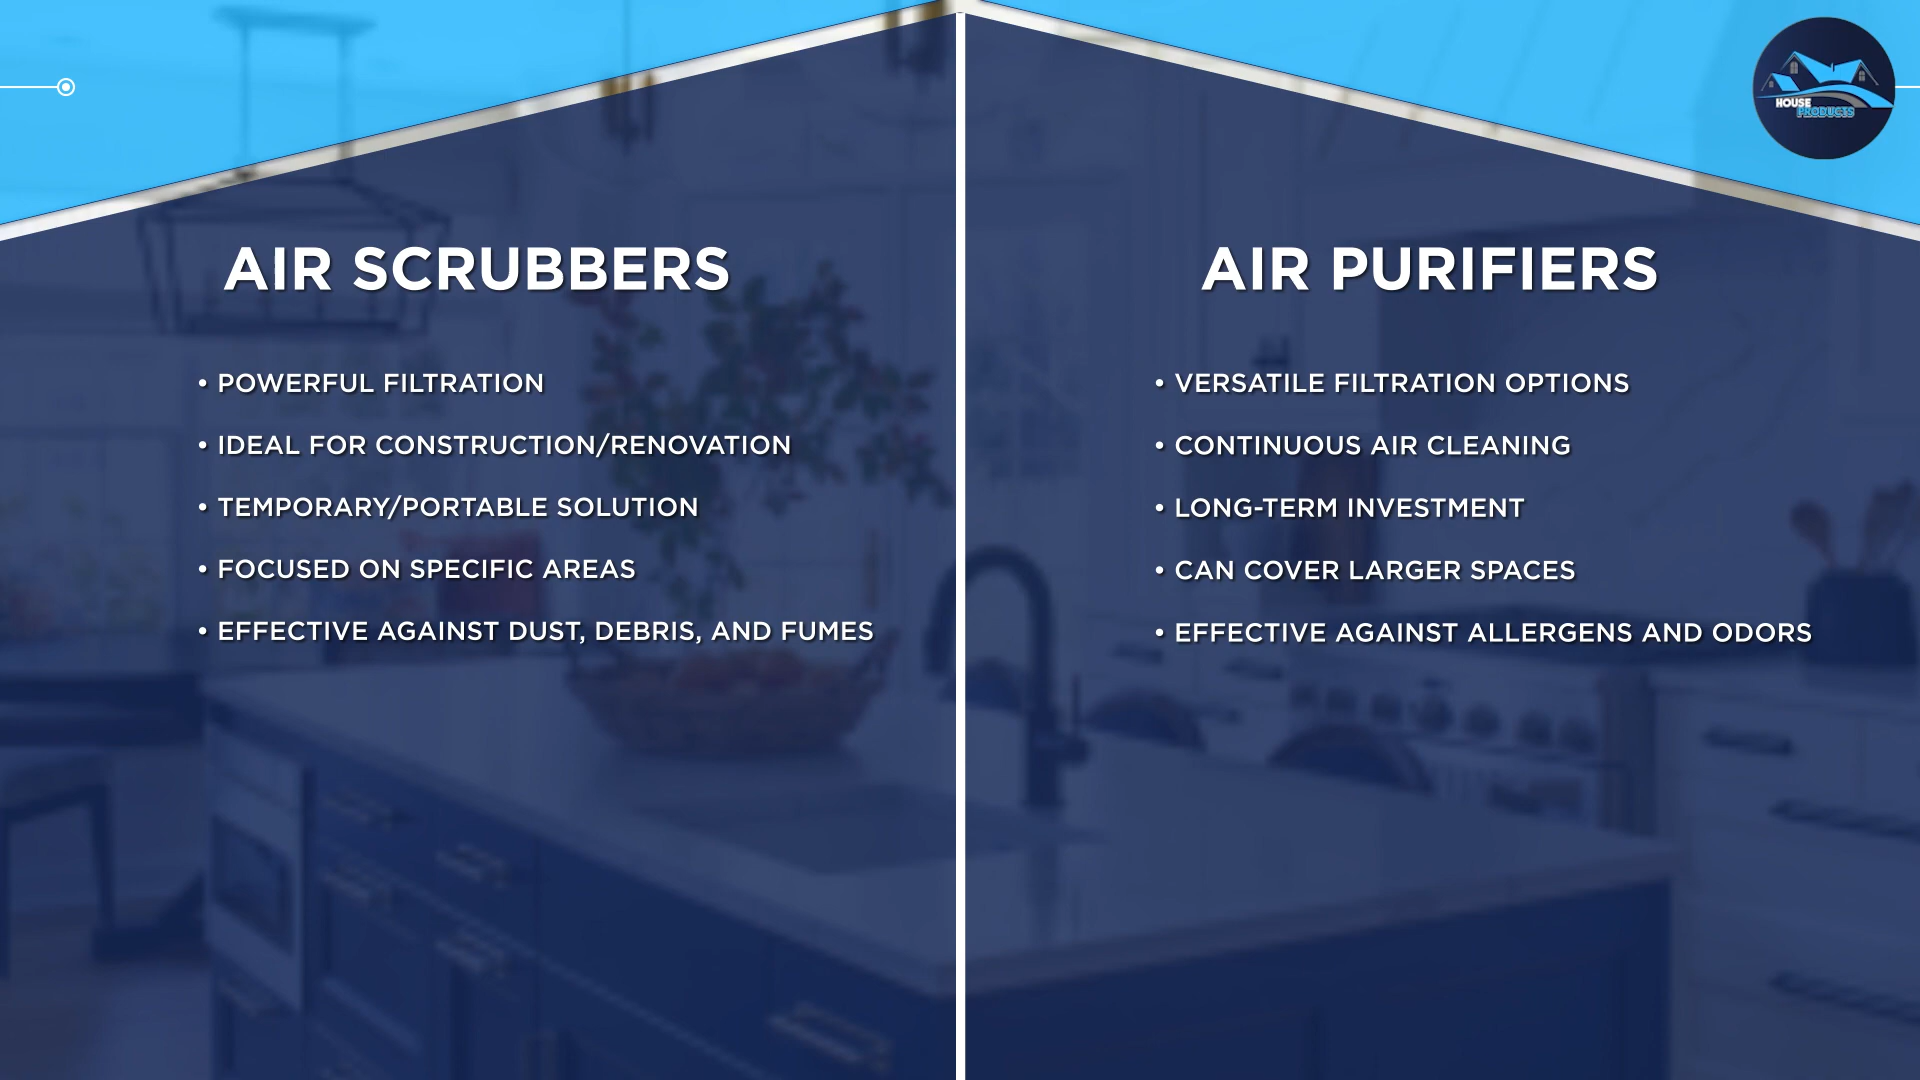 HOUSE
PRODUCTS
AIR SCRUBBERS
• POWERFUL FILTRATION
• IDEAL FOR CONSTRUCTION/RENOVATION
• TEMPORARY/PORTABLE SOLUTION
• FOCUSED ON SPECIFIC AREAS
• EFFECTIVE AGAINST DUST, DEBRIS, AND FUMES
AIR PURIFIERS
• VERSATILE FILTRATION OPTIONS
• CONTINUOUS AIR CLEANING
• LONG-TERM INVESTMENT
• CAN COVER LARGER SPACES
• EFFECTIVE AGAINST ALLERGENS AND ODORS